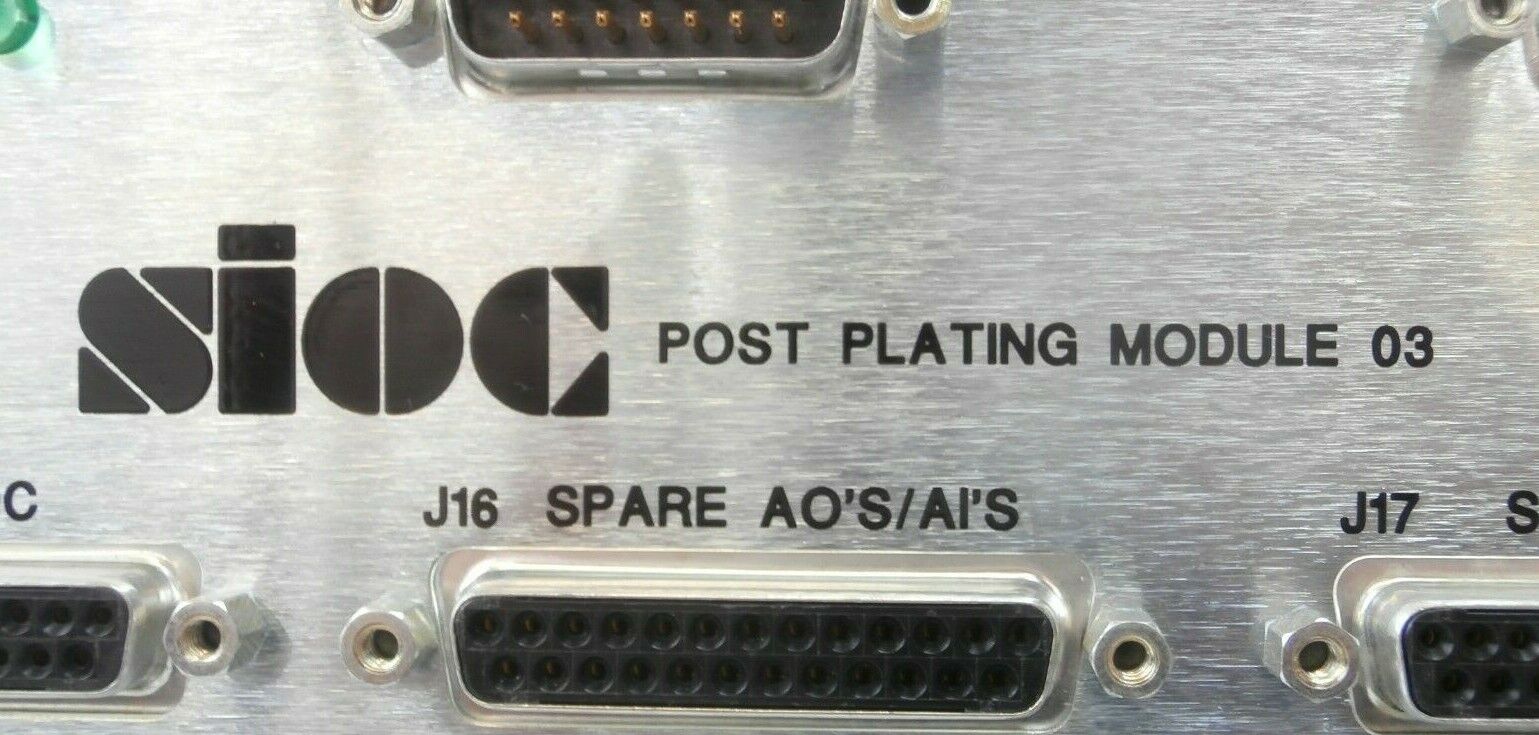 sioc POST PLATING MODULE 03
C J16 SPARE AO'S/AI'S J17 S